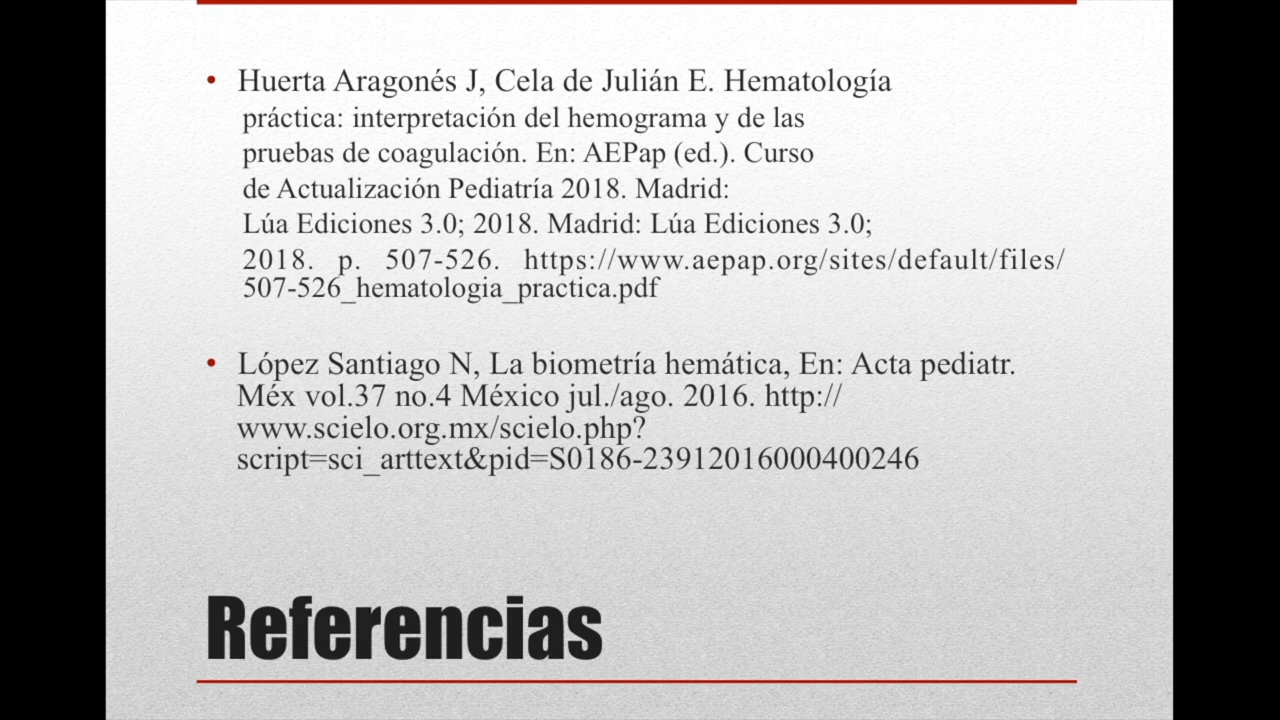 • Huerta Aragonés J, Cela de Julián E. Hematología
práctica: interpretación del hemograma y de las
pruebas de coagulación. En: AEPap (ed.). Curso
de Actualización Pediatría 2018. Madrid:
Lúa Ediciones 3.0; 2018. Madrid: Lúa Ediciones 3.0;
2018. p. 507-526. https://www.aepap.org/sites/default/files/
507-526_hematologia_practica.pdf
• López Santiago N, La biometría hemática, En: Acta pediatr.
Méx vol.37 no.4 México jul./ago. 2016. http://
www.scielo.org.mx/scielo.php?
script=sci_arttext&pid=S0186-23912016000400246
Referencias